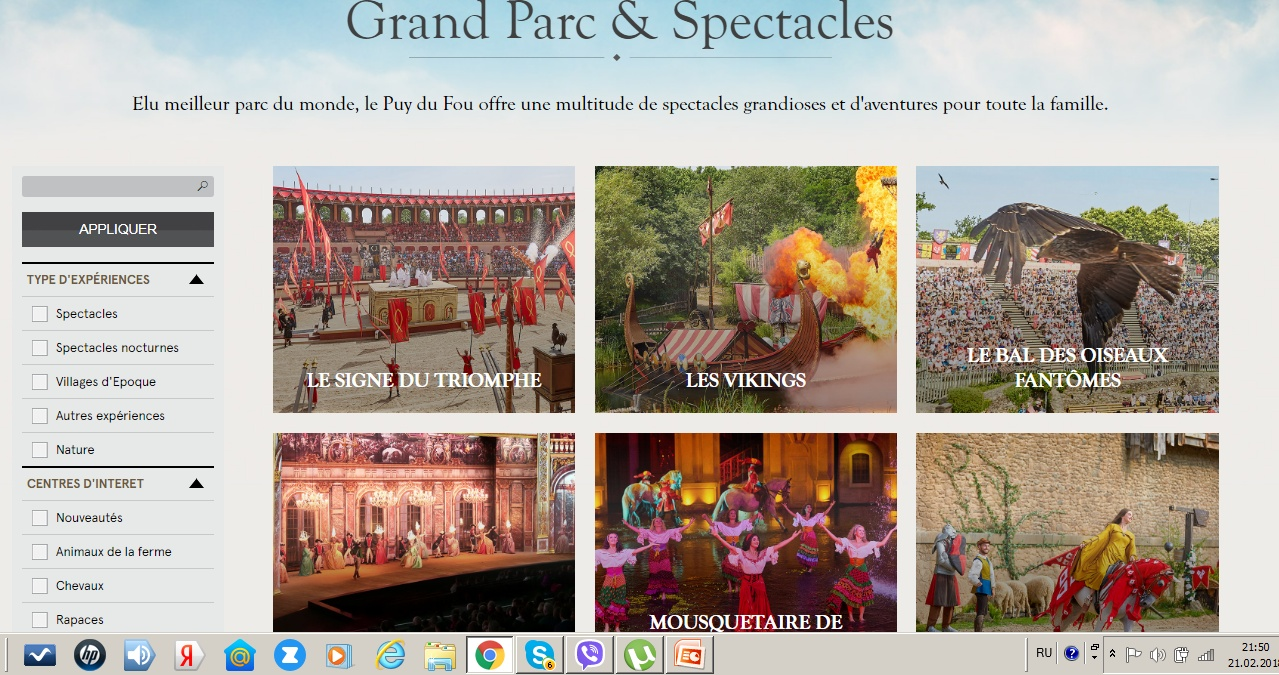 Grand Parc & Spectacles
Elu meilleur parc du monde, le Puy du Fou offre une multitude de spectacles grandioses et d'aventures pour toute la famille.
APPLIQUER
TYPE D'EXPÉRIENCES
Spectacles
Spectacles nocturnes
Villages d'Epoque
Autres expériences
Nature
CENTRES D'INTERET
Nouveautés
Animaux de la ferme
Chevaux
Rapaces
LE SIGNE DU TRIOMPHE
LES VIKINGS
LE BAL DES OISEAUX
FANTÔMES
MOUSQUETAIRE DE
hp
Я
@
6
RU
?
21:50
21.02.2018